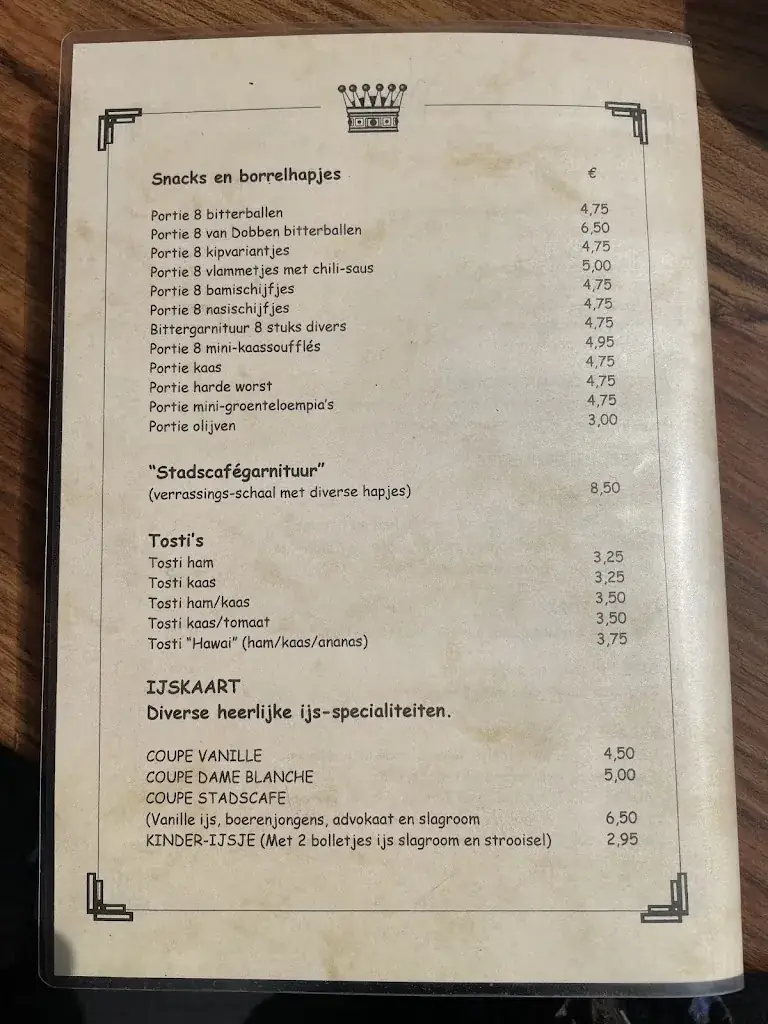 Snacks en borrelhapjes €
Portie 8 bitterballen 4,75
Portie 8 van Dobben bitterballen 6,50
Portie 8 kipvariantjes 4,75
Portie 8 vlammetjes met chili-saus 5,00
Portie 8 bamischijfjes 4,75
Portie 8 nasischijfjes 4,75
Bittergarnituur 8 stuks divers 4,75
Portie 8 mini-kaassoufflés 4,95
Portie kaas 4,75
Portie harde worst 4,75
Portie mini-groenteloempia's 4,75
Portie olijven 3,00
"Stadscafégarnituur"
(verrassings-schaal met diverse hapjes) 8,50
Tosti's
Tosti ham 3,25
Tosti kaas 3,25
Tosti ham/kaas 3,50
Tosti kaas/tomaat 3,50
Tosti "Hawai" (ham/kaas/ananas) 3,75
IJSKAART
Diverse heerlijke ijs-specialiteiten.
COUPE VANILLE 4,50
COUPE DAME BLANCHE 5,00
COUPE STADSCAFE
(Vanille ijs, boerenjongens, advokaat en slagroom 6,50
KINDER-IJSJE (Met 2 bolletjes ijs slagroom en strooisel) 2,95